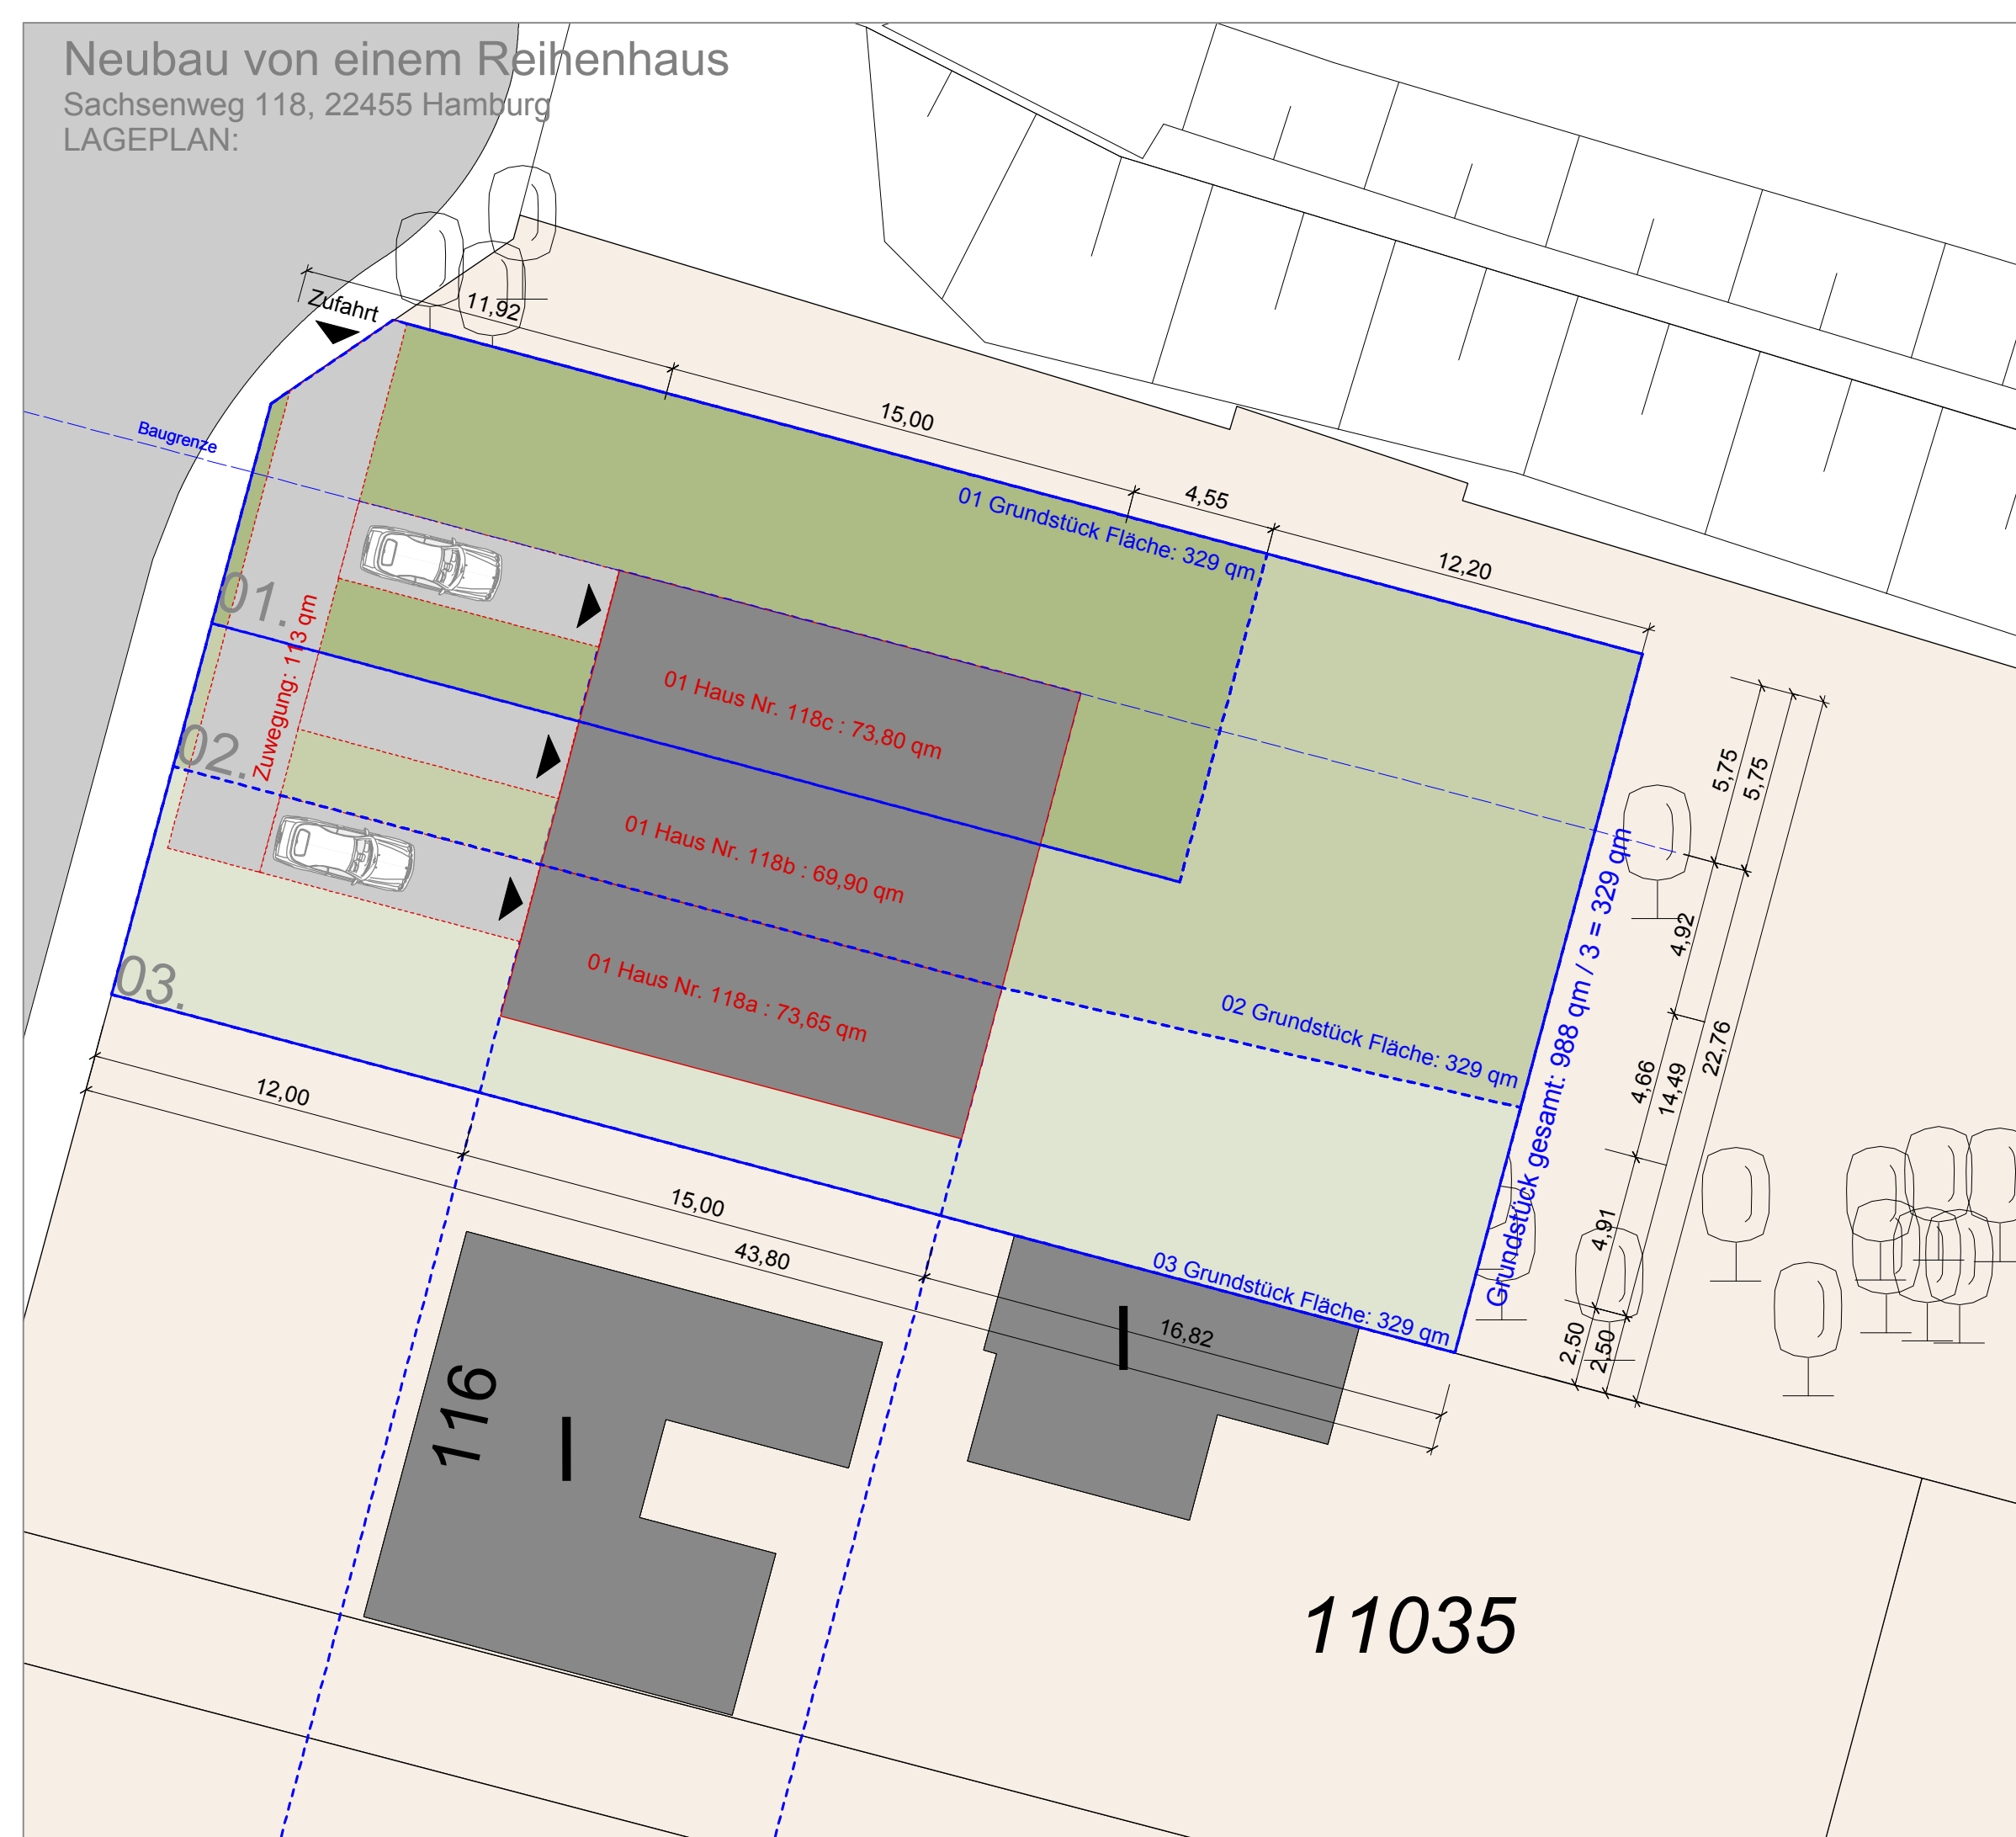 Neubau von einem Reihenhaus
Sachsenweg 118, 22455 Hamburg
LAGEPLAN:
Zufahrt
11,92
15,00
4,55
12,20
Baugrenze
01 Grundstück Fläche: 329 qm
01.
02.
03.
Zuwegung: 113 qm
01 Haus Nr. 118c : 73,80 qm
01 Haus Nr. 118b : 69,90 qm
01 Haus Nr. 118a : 73,65 qm
02 Grundstück Fläche: 329 qm
03 Grundstück Fläche: 329 qm
Grundstück gesamt: 988 qm / 3 = 329 qm
5,75
5,75
4,92
4,66
14,49
22,76
4,91
2,50
2,50
12,00
15,00
43,80
16,82
116
I
I
11035